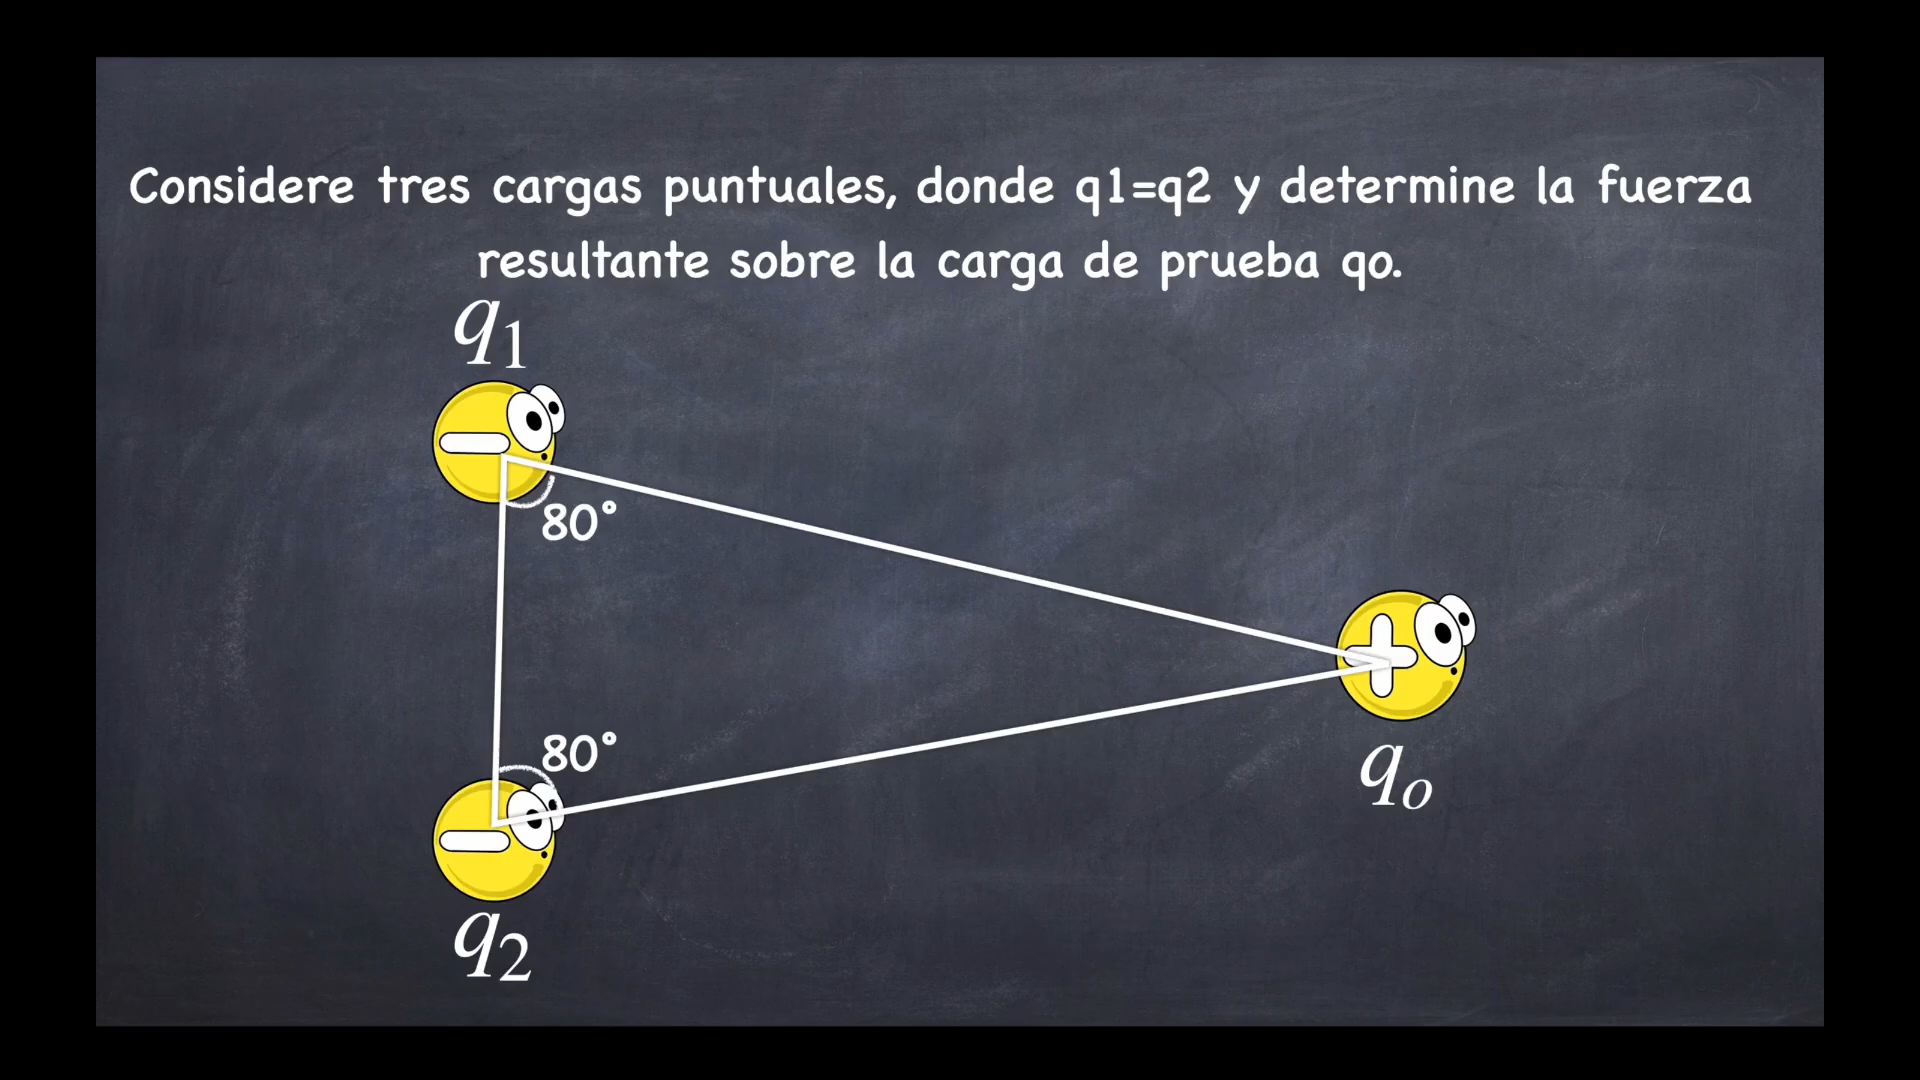 Considere tres cargas puntuales, donde q1=q2 y determine la fuerza
resultante sobre la carga de prueba qo.
q1
80°
80°
qo
q2